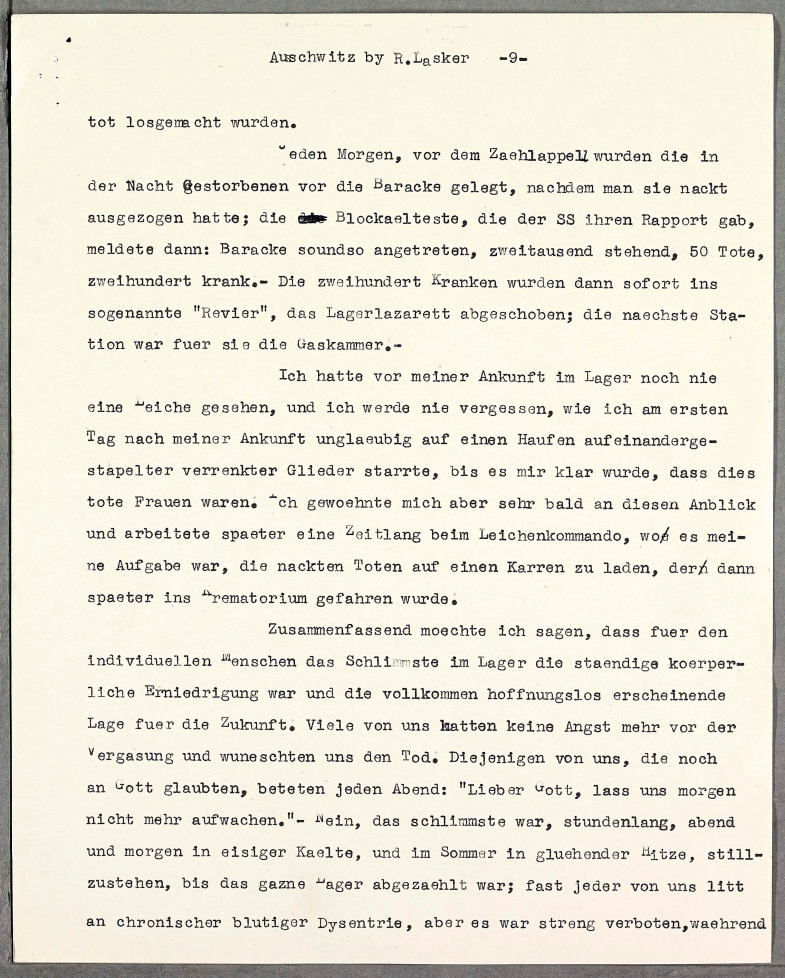 Auschwitz by R.Lasker -9-
tot losgemacht wurden.
Jeden Morgen, vor dem Zaehlappell wurden die in
der Nacht Gestorbenen vor die Baracke gelegt, nachdem man sie nackt
ausgezogen hatte; die Blockaelteste, die der SS ihren Rapport gab,
meldete dann: Baracke soundso angetreten, zweitausend stehend, 50 Tote,
zweihundert krank.- Die zweihundert Kranken wurden dann sofort ins
sogenannte "Revier", das Lagerlazarett abgeschoben; die naechste Sta-
tion war fuer sie die Gaskammer.-
Ich hatte vor meiner Ankunft im Lager noch nie
eine Leiche gesehen, und ich werde nie vergessen, wie ich am ersten
Tag nach meiner Ankunft unglaeubig auf einen Haufen aufeinanderge-
stapelter verrenkter Glieder starrte, bis es mir klar wurde, dass dies
tote Frauen waren. Ich gewoehnte mich aber sehr bald an diesen Anblick
und arbeitete spaeter eine Zeitlang beim Leichenkommando, wo es mei-
ne Aufgabe war, die nackten Toten auf einen Karren zu laden, der dann
spaeter ins Krematorium gefahren wurde.
Zusammenfassend moechte ich sagen, dass fuer den
individuellen Menschen das Schlimmste im Lager die staendige koerper-
liche Erniedrigung war und die vollkommen hoffnungslos erscheinende
Lage fuer die Zukunft. Viele von uns hatten keine Angst mehr vor der
Vergasung und wuneschten uns den Tod. Diejenigen von uns, die noch
an Gott glaubten, beteten jeden Abend: "Lieber Gott, lass uns morgen
nicht mehr aufwachen."- Nein, das schlimmste war, stundenlang, abend
und morgen in eisiger Kaelte, und im Sommer in gluehender Hitze, still-
zustehen, bis das gazne Lager abgezaehlt war; fast jeder von uns litt
an chronischer blutiger Dysentrie, aber es war streng verboten,waehrend